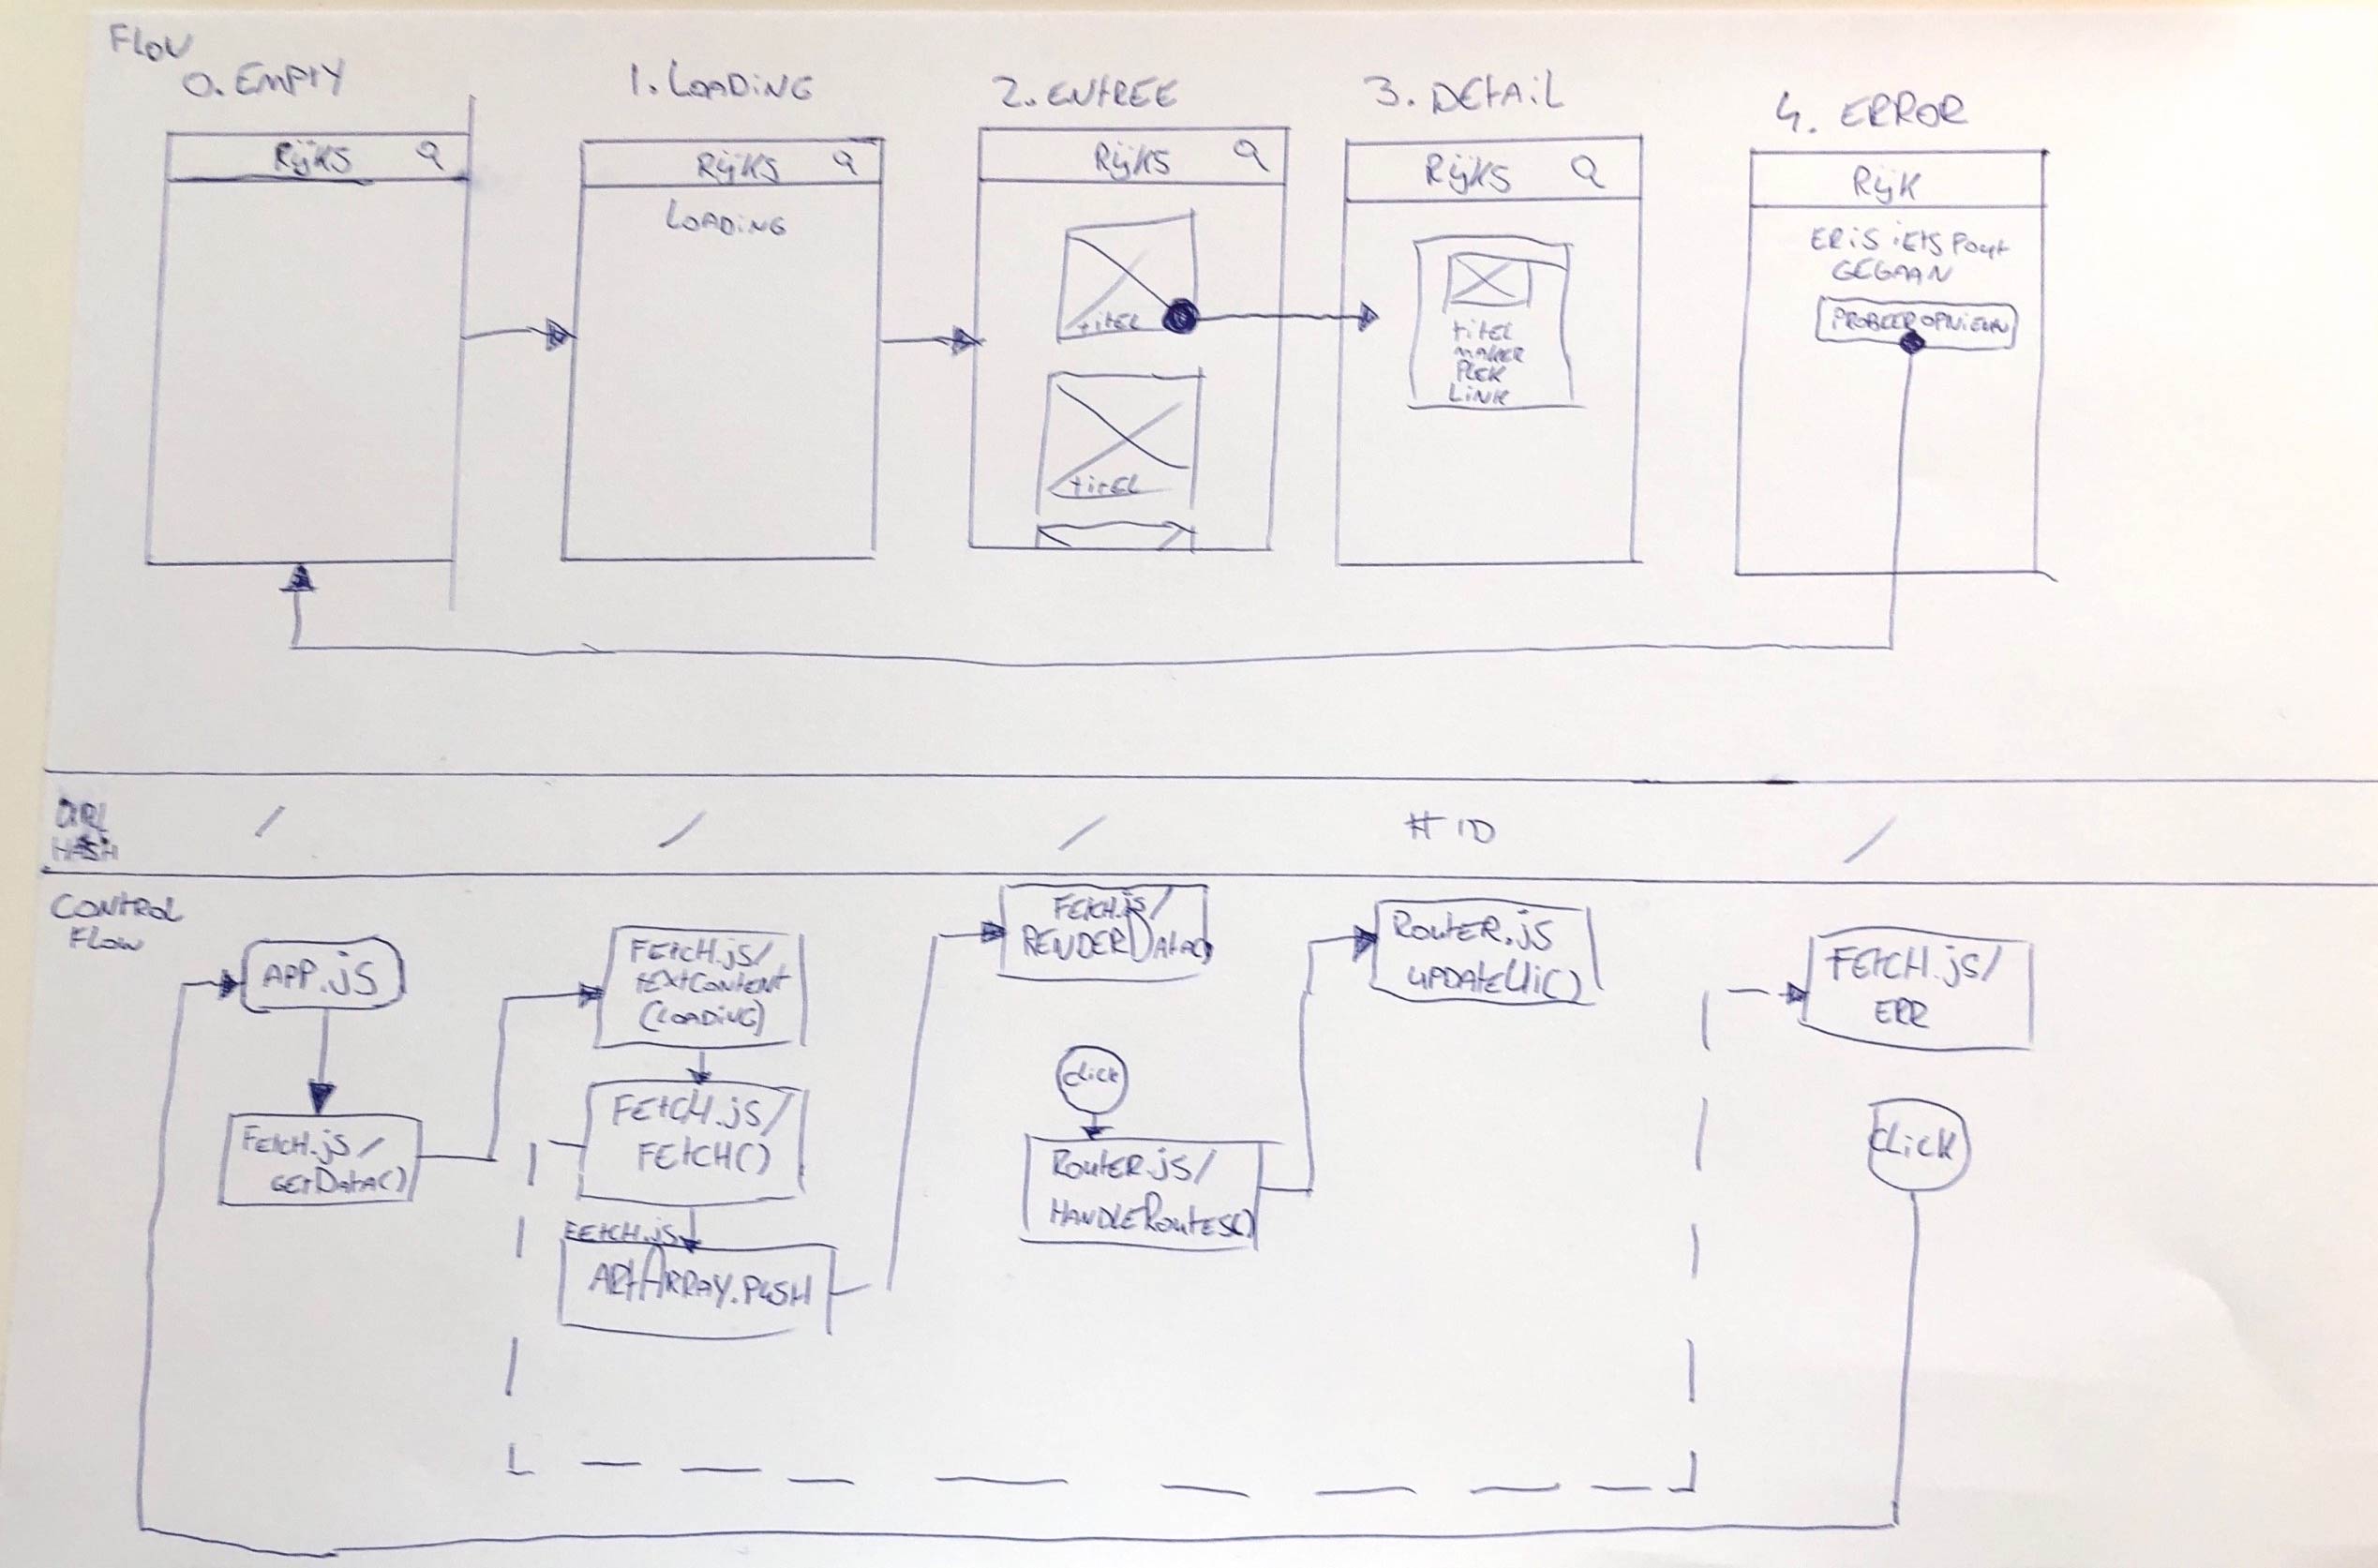 FLOW
0. EMPTY
1. LOADING
2. ENTREE
3. DETAIL
4. ERROR
RIJKS
RIJKS
RIJKS
RIJKS
RIJK
LOADING
titEL
titEL
titEL
MAKER
PLEK
LINK
ER iS iEtS Fout
GEGAAN
PROBEER OPNiEUW
URL
HASH
/
/
/
# ID
/
CONTROL
FLOW
APP.js
FEtCH.js/
GEtDAtA()
FEtCH.js/
tEXtCONtENt
(LOADiNG)
FEtCH.js/
FEtCH()
FEtCH.js
ARtARRAY.PUSH
FEtCH.js/
RENDERDAtA()
click
ROUtER.js/
HANDLEROUtES()
ROUtER.js
UPDAtEUi()
FEtCH.js/
ERR
CLiCK